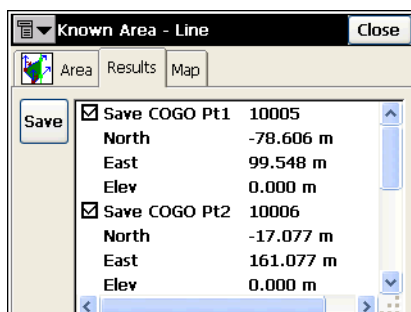 Known Area - Line Close
Area Results Map
Save
Save COGO Pt1 10005
North -78.606 m
East 99.548 m
Elev 0.000 m
Save COGO Pt2 10006
North -17.077 m
East 161.077 m
Elev 0.000 m